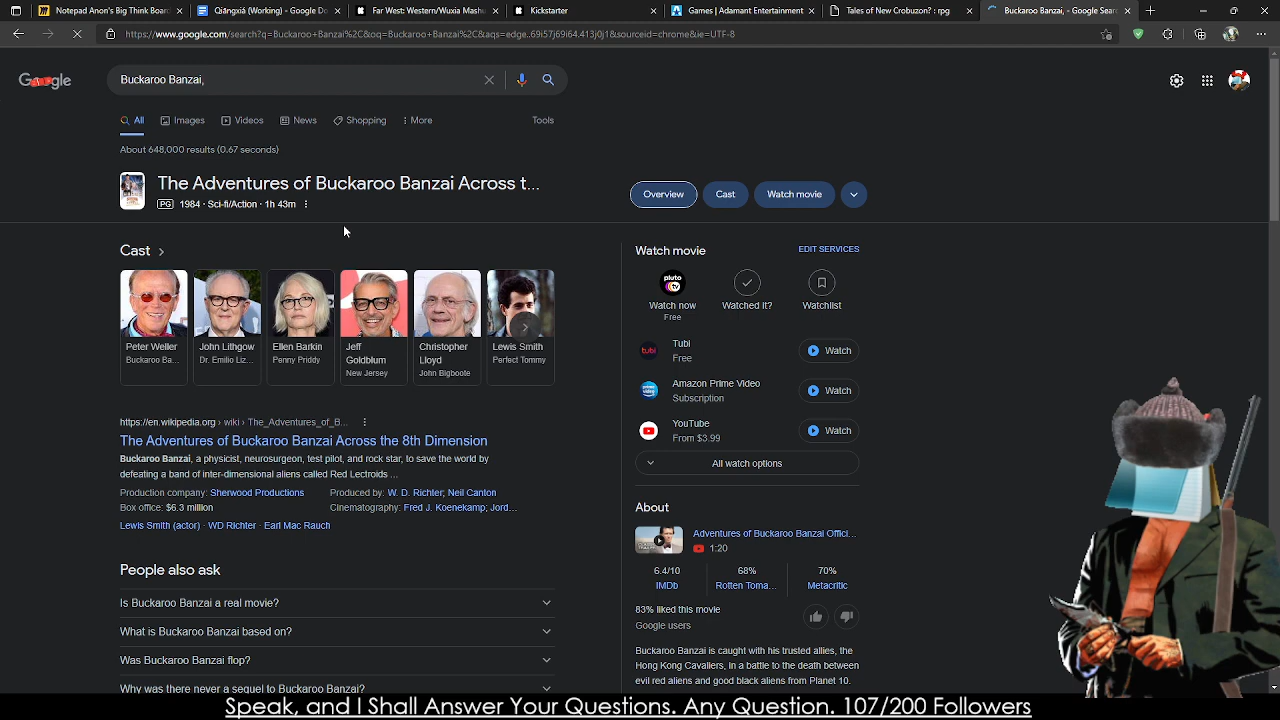 Notepad Anon's Big Think Board
Qiāngxiá (Working) - Google Do
Far West: Western/Wuxia Masha
Kickstarter
Games | Adamant Entertainment
Tales of New Crobuzon? : rpg
Buckaroo Banzai, - Google Sear
https://www.google.com/search?q=Buckaroo+Banzai%2C&oq=Buckaroo+Banzai%2C&aqs=edge..69i57j69i64.413j0j1&sourceid=chrome&ie=UTF-8
Google
Buckaroo Banzai,
All
Images
Videos
News
Shopping
More
Tools
About 648,000 results (0.67 seconds)
The Adventures of Buckaroo Banzai Across t...
PG 1984 · Sci-fi/Action · 1h 43m
Overview
Cast
Watch movie
Cast
Peter Weller
Buckaroo Ba...
John Lithgow
Dr. Emilio Liz...
Ellen Barkin
Penny Priddy
Jeff
Goldblum
New Jersey
Christopher
Lloyd
John Bigboote
Lewis Smith
Perfect Tommy
https://en.wikipedia.org › wiki › The_Adventures_of_B...
The Adventures of Buckaroo Banzai Across the 8th Dimension
Buckaroo Banzai, a physicist, neurosurgeon, test pilot, and rock star, to save the world by
defeating a band of inter-dimensional aliens called Red Lectroids ...
Production company: Sherwood Productions
Produced by: W. D. Richter; Neil Canton
Box office: $6.3 million
Cinematography: Fred J. Koenekamp; Jord...
Lewis Smith (actor) · WD Richter · Earl Mac Rauch
People also ask
Is Buckaroo Banzai a real movie?
What is Buckaroo Banzai based on?
Was Buckaroo Banzai flop?
Why was there never a sequel to Buckaroo Banzai?
Watch movie
EDIT SERVICES
pluto tv
Watch now
Free
Watched it?
Watchlist
tubi
Tubi
Free
Watch
Amazon Prime Video
Subscription
Watch
YouTube
From $3.99
Watch
All watch options
About
Adventures of Buckaroo Banzai Offici...
1:20
6.4/10
IMDb
68%
Rotten Toma...
70%
Metacritic
83% liked this movie
Google users
Buckaroo Banzai is caught with his trusted allies, the
Hong Kong Cavaliers, in a battle to the death between
evil red aliens and good black aliens from Planet 10.
Speak, and I Shall Answer Your Questions. Any Question. 107/200 Followers